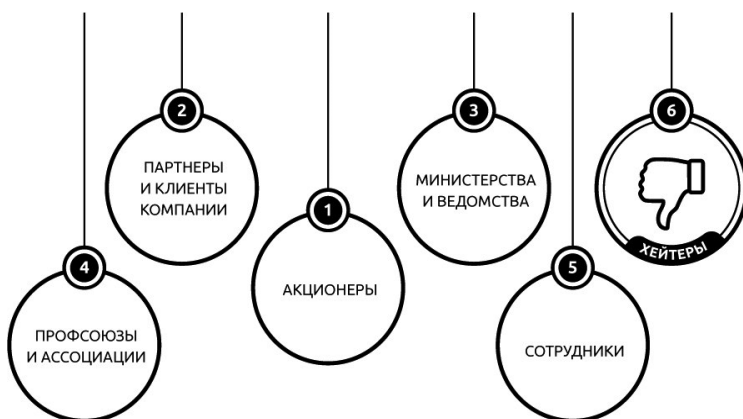 2
ПАРТНЕРЫ
И КЛИЕНТЫ
КОМПАНИИ
3
МИНИСТЕРСТВА
И ВЕДОМСТВА
6
ХЕЙТЕРЫ
1
АКЦИОНЕРЫ
4
ПРОФСОЮЗЫ
И АССОЦИАЦИИ
5
СОТРУДНИКИ